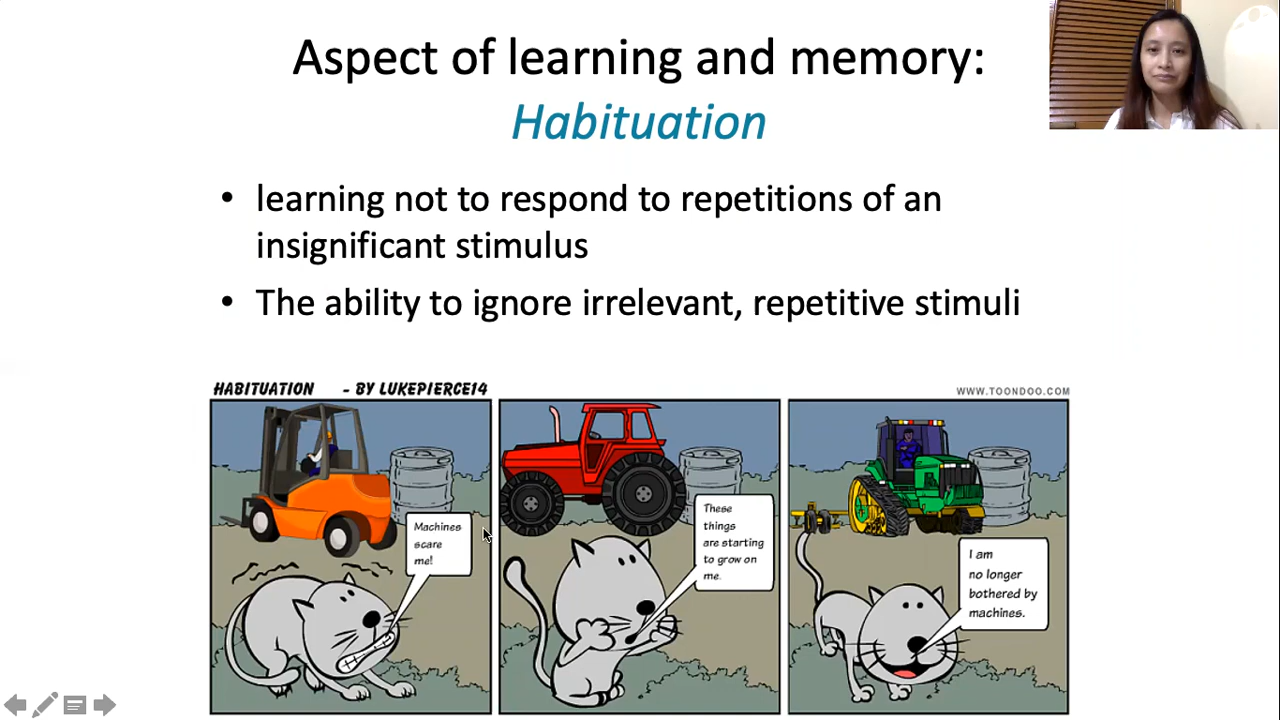 Aspect of learning and memory:
Habituation
• learning not to respond to repetitions of an
insignificant stimulus
• The ability to ignore irrelevant, repetitive stimuli
HABITUATION - BY LUKEPIERCE14
WWW.TOONDOO.COM
Machines
scare
me!
These
things
are starting
to grow on
me.
I am
no longer
bothered by
machines.